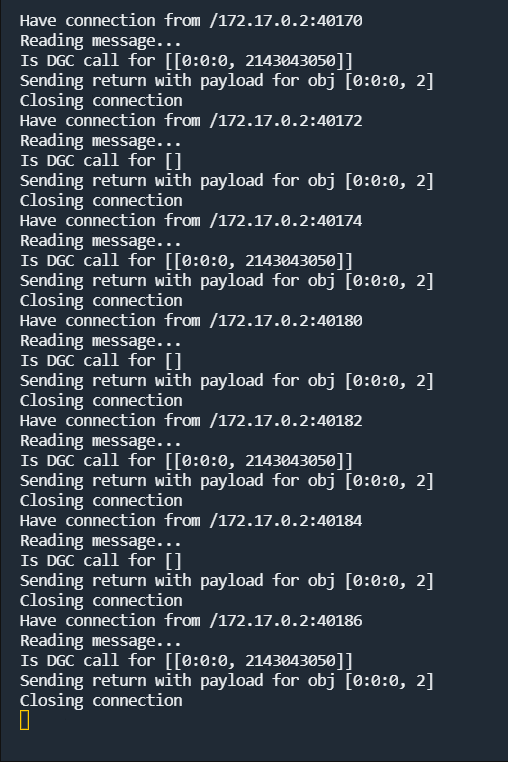 Have connection from /172.17.0.2:40170
Reading message...
Is DGC call for [[0:0:0, 2143043050]]
Sending return with payload for obj [0:0:0, 2]
Closing connection
Have connection from /172.17.0.2:40172
Reading message...
Is DGC call for []
Sending return with payload for obj [0:0:0, 2]
Closing connection
Have connection from /172.17.0.2:40174
Reading message...
Is DGC call for [[0:0:0, 2143043050]]
Sending return with payload for obj [0:0:0, 2]
Closing connection
Have connection from /172.17.0.2:40180
Reading message...
Is DGC call for []
Sending return with payload for obj [0:0:0, 2]
Closing connection
Have connection from /172.17.0.2:40182
Reading message...
Is DGC call for [[0:0:0, 2143043050]]
Sending return with payload for obj [0:0:0, 2]
Closing connection
Have connection from /172.17.0.2:40184
Reading message...
Is DGC call for []
Sending return with payload for obj [0:0:0, 2]
Closing connection
Have connection from /172.17.0.2:40186
Reading message...
Is DGC call for [[0:0:0, 2143043050]]
Sending return with payload for obj [0:0:0, 2]
Closing connection